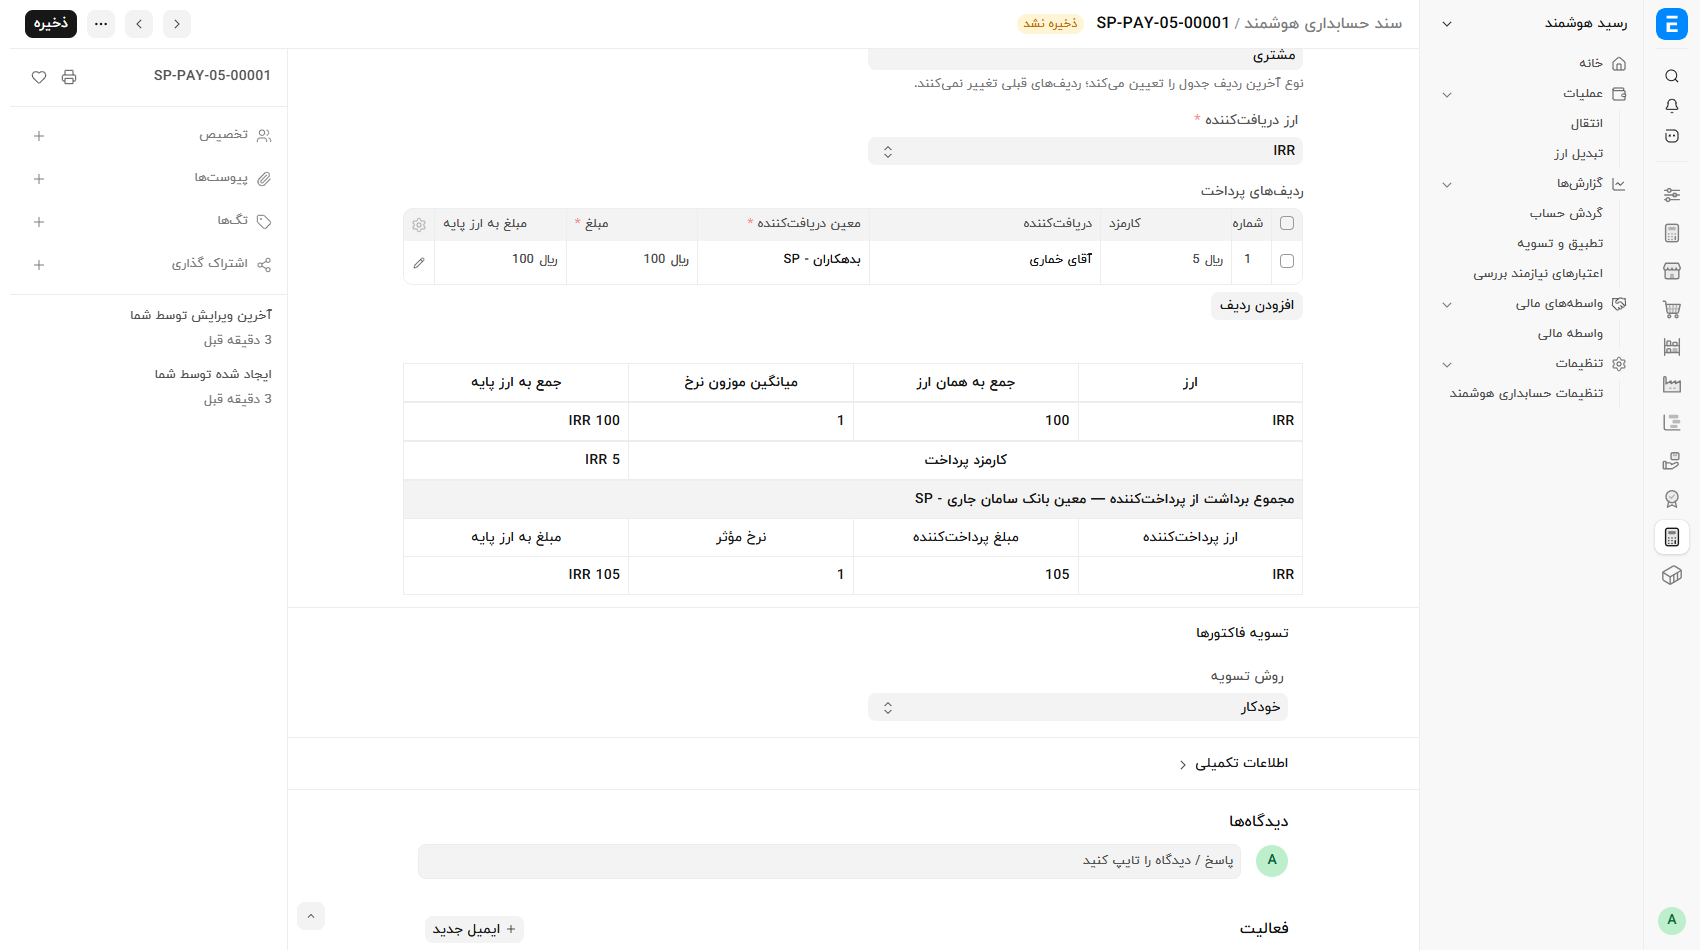 رسید هوشمند
خانه
عملیات
انتقال
تبدیل ارز
گزارش‌ها
گردش حساب
تطبیق و تسویه
اعتبارهای نیازمند بررسی
واسطه‌های مالی
واسطه مالی
تنظیمات
تنظیمات حسابداری هوشمند
سند حسابداری هوشمند / SP-PAY-05-00001 ذخیره نشد
ذخیره
مشتری
نوع آخرین ردیف جدول را تعیین می‌کند؛ ردیف‌های قبلی تغییر نمی‌کنند.
ارز دریافت‌کننده *
IRR
ردیف‌های پرداخت
شماره کارمزد دریافت‌کننده معین دریافت‌کننده * مبلغ * مبلغ به ارز پایه
1 ریال 5 آقای خماری بدهکاران - SP ریال 100 ریال 100
افزودن ردیف
ارز جمع به همان ارز میانگین موزون نرخ جمع به ارز پایه
IRR 100 1 IRR 100
کارمزد پرداخت IRR 5
مجموع برداشت از پرداخت‌کننده — معین بانک سامان جاری - SP
ارز پرداخت‌کننده مبلغ پرداخت‌کننده نرخ مؤثر مبلغ به ارز پایه
IRR 105 1 IRR 105
تسویه فاکتورها
روش تسویه
خودکار
اطلاعات تکمیلی
دیدگاه‌ها
A
پاسخ / دیدگاه را تایپ کنید
فعالیت
+ ایمیل جدید
SP-PAY-05-00001
تخصیص
پیوست‌ها
تگ‌ها
اشتراک گذاری
آخرین ویرایش توسط شما
3 دقیقه قبل
ایجاد شده توسط شما
3 دقیقه قبل
A